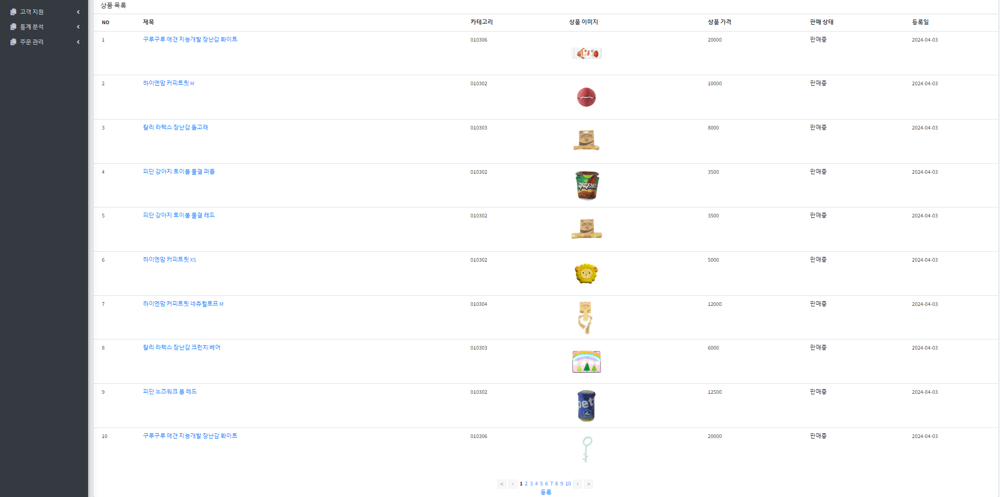 고객 지원
통계 분석
주문 관리
상품 목록
NO 제목 카테고리 상품 이미지 상품 가격 판매 상태 등록일
1 구루구루 애견 지능개발 장난감 화이트 010306 20000 판매중 2024-04-03
2 하이엔맘 커피트릿 M 010302 10000 판매중 2024-04-03
3 칼리 라텍스 장난감 돌고래 010303 8000 판매중 2024-04-03
4 피단 강아지 토이볼 물결 퍼플 010302 3500 판매중 2024-04-03
짜파개티
5 피단 강아지 토이볼 물결 레드 010302 3500 판매중 2024-04-03
6 하이엔맘 커피트릿 XS 010302 5000 판매중 2024-04-03
7 하이엔맘 커피트릿 네츄럴로프 M 010304 12000 판매중 2024-04-03
8 칼리 라텍스 장난감 크런치 베어 010303 6000 판매중 2024-04-03
9 피단 노즈워크 볼 레드 010302 12500 판매중 2024-04-03
pets
10 구루구루 애견 지능개발 장난감 화이트 010306 20000 판매중 2024-04-03
« ‹ 1 2 3 4 5 6 7 8 9 10 › »
등록